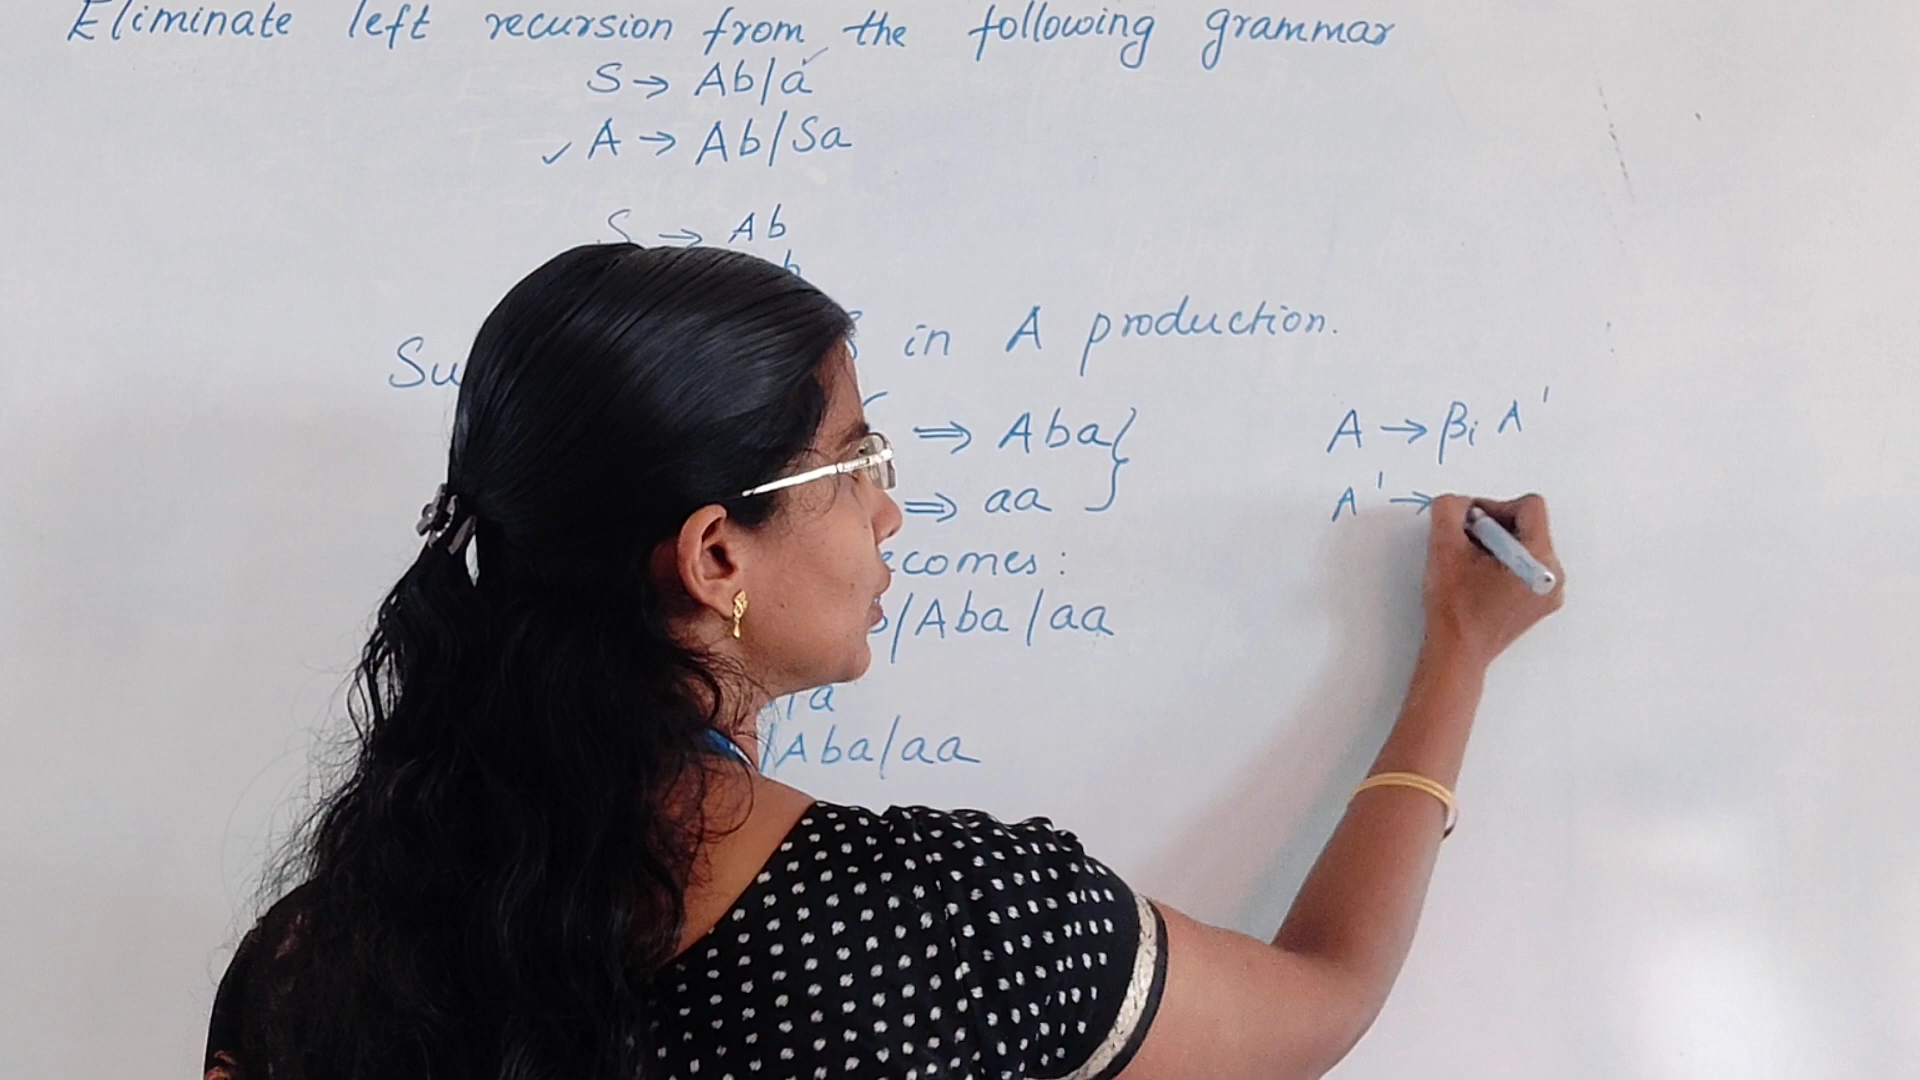 Eliminate left recursion from the following grammar
S → Ab/a
✓ A → Ab/Sa
S → Ab
b
in A production.
⇒ Aba}
A → βi A'
⇒ aa
A' →
ecomes:
/Aba/aa
/a
/Aba/aa